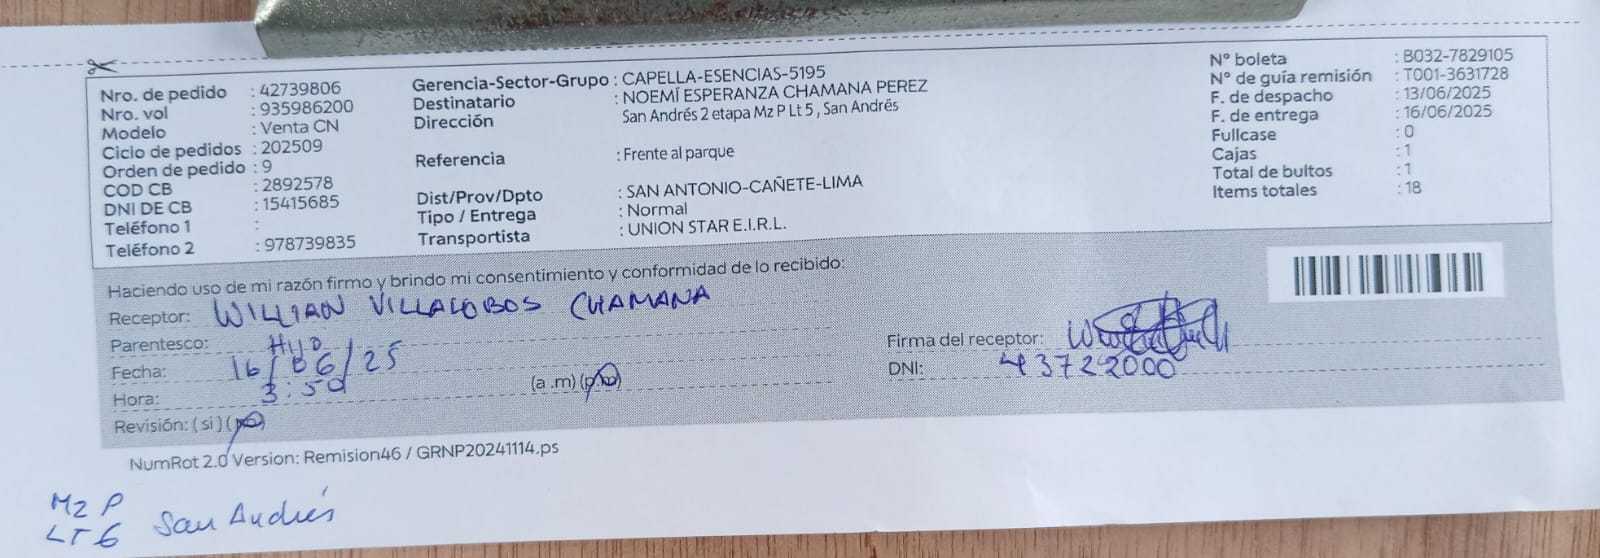 Nro. de pedido : 42739806
Nro. vol : 935986200
Modelo : Venta CN
Ciclo de pedidos : 202509
Orden de pedido : 9
COD CB : 2892578
DNI DE CB : 15415685
Teléfono 1 :
Teléfono 2 : 978739835
Gerencia-Sector-Grupo : CAPELLA-ESENCIAS-5195
Destinatario : NOEMÍ ESPERANZA CHAMANA PEREZ
Dirección San Andrés 2 etapa Mz P Lt 5 , San Andrés
Referencia : Frente al parque
Dist/Prov/Dpto : SAN ANTONIO-CAÑETE-LIMA
Tipo / Entrega : Normal
Transportista : UNION STAR E.I.R.L.
N° boleta : B032-7829105
N° de guía remisión : T001-3631728
F. de despacho : 13/06/2025
F. de entrega : 16/06/2025
Fullcase : 0
Cajas : 1
Total de bultos : 1
Items totales : 18
Haciendo uso de mi razón firmo y brindo mi consentimiento y conformidad de lo recibido:
Receptor: WILLIAN VILLALOBOS CHAMANA
Parentesco: HIJO
Fecha: 16/06/25
Hora: 3:50 (a .m) (p.m)
Revisión: ( si ) (no)
Firma del receptor:
DNI: 43722000
NumRot 2.0 Version: Remision46 / GRNP20241114.ps
MZ P
LT 6 San Andrés